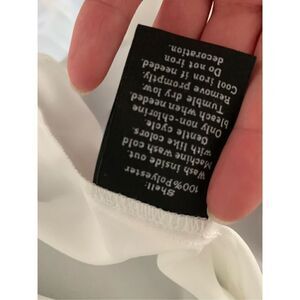 Shell:
100% Polyester
Wash inside out.
Machine wash cold
with like colors.
Gentle cycle.
Only non-chlorine
bleach when needed.
Tumble dry low.
Remove promptly.
Cool iron if needed.
Do not iron
decoration.